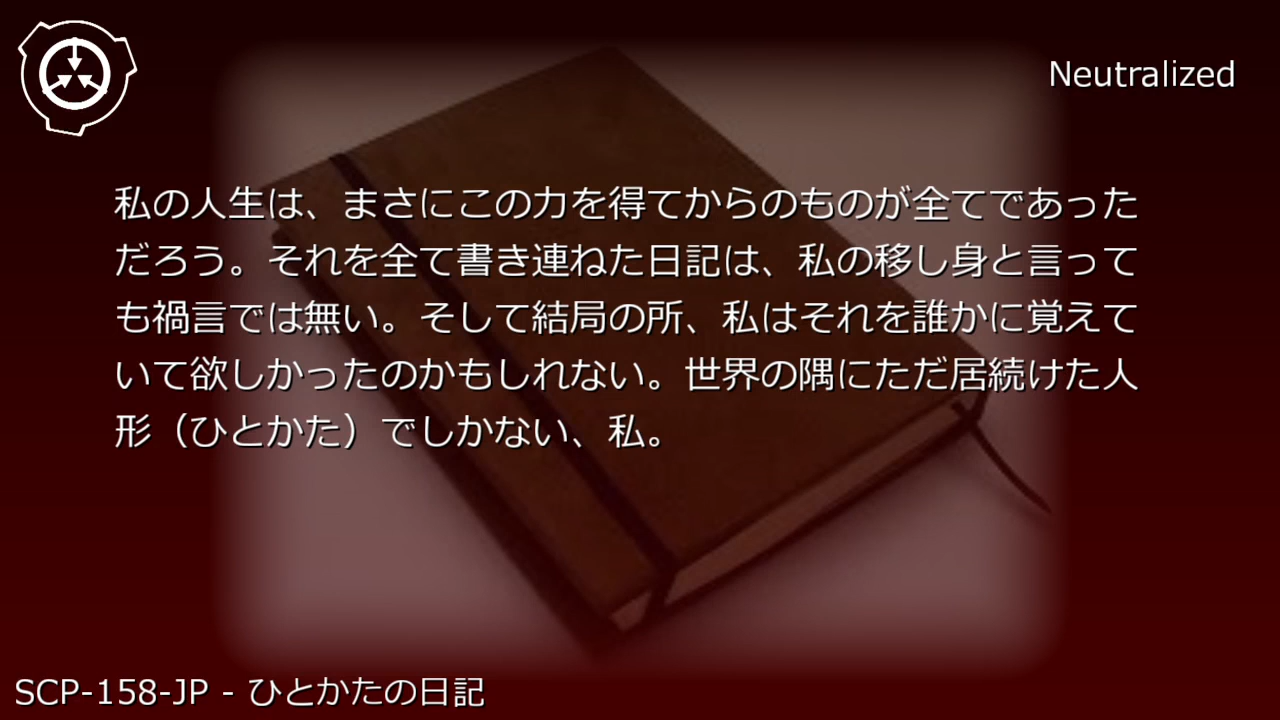 Neutralized
私の人生は、まさにこの力を得てからのものが全てであった
だろう。それを全て書き連ねた日記は、私の移し身と言って
も禍言では無い。そして結局の所、私はそれを誰かに覚えて
いて欲しかったのかもしれない。世界の隅にただ居続けた人
形（ひとかた）でしかない、私。
SCP-158-JP - ひとかたの日記